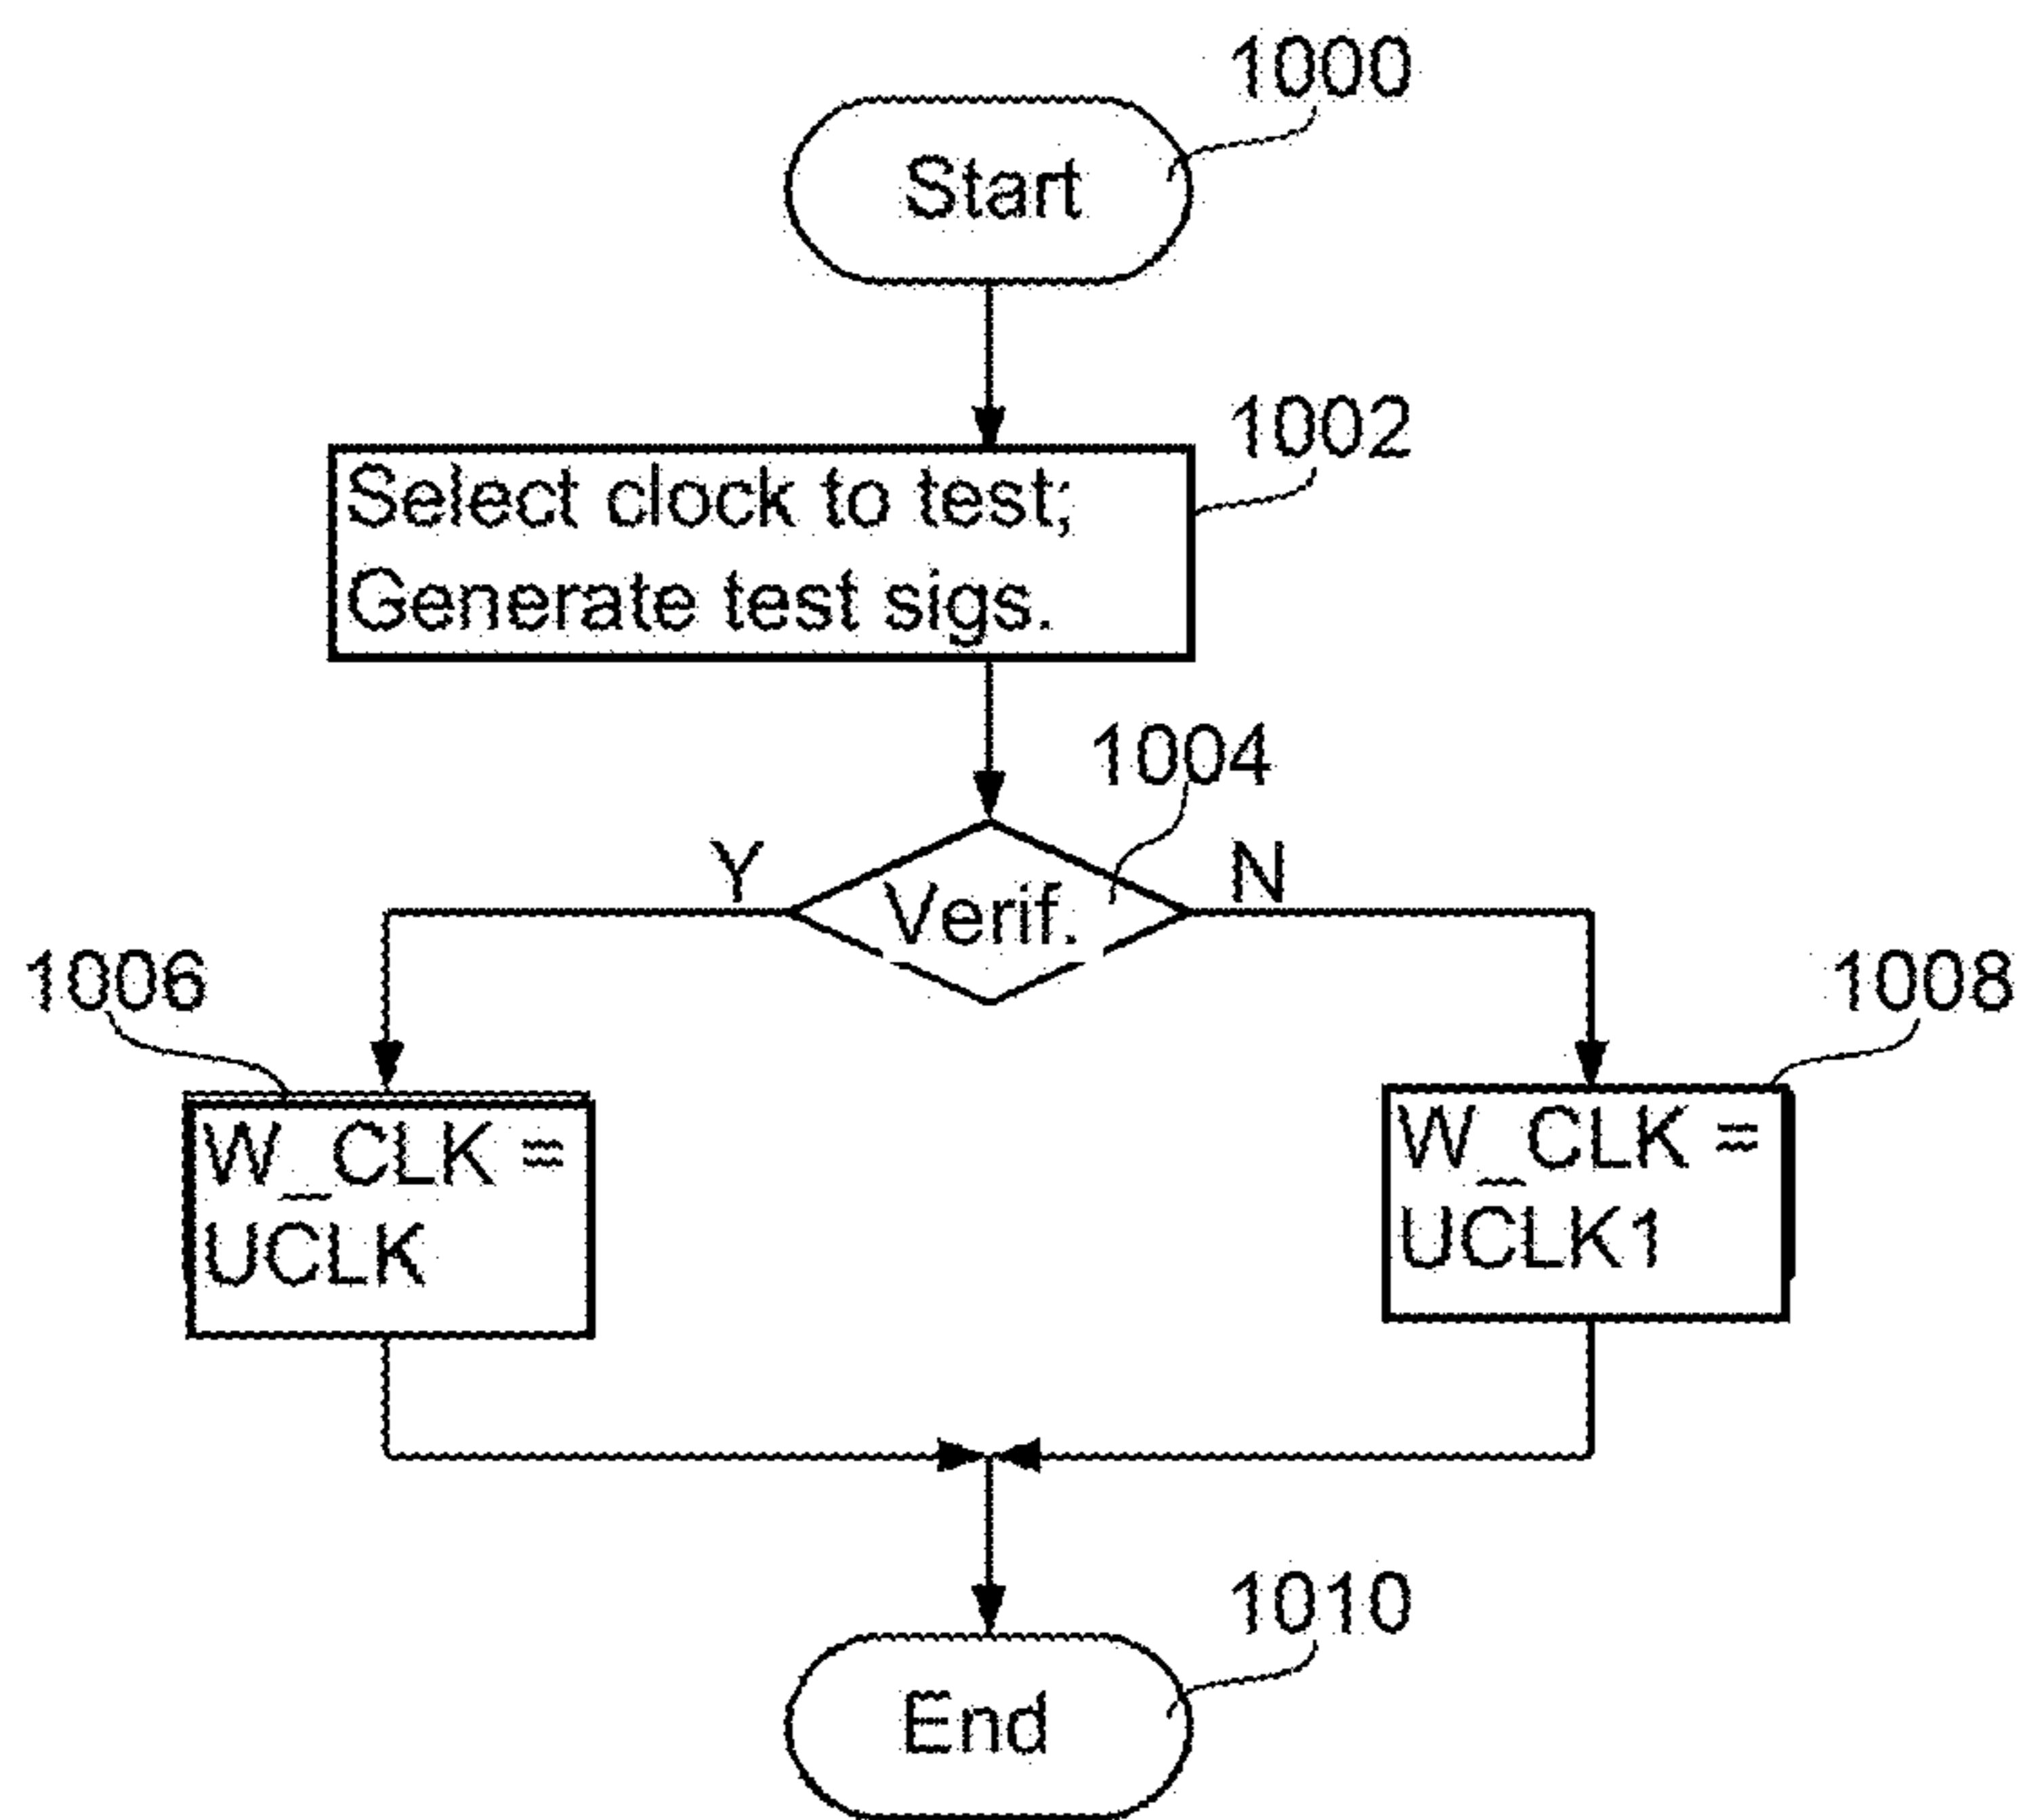 1000
Start
1002
Select clock to test;
Generate test sigs.
1004
Y
N
Verif.
1006
1008
W_CLK =
UCLK
W_CLK =
UCLK1
1010
End